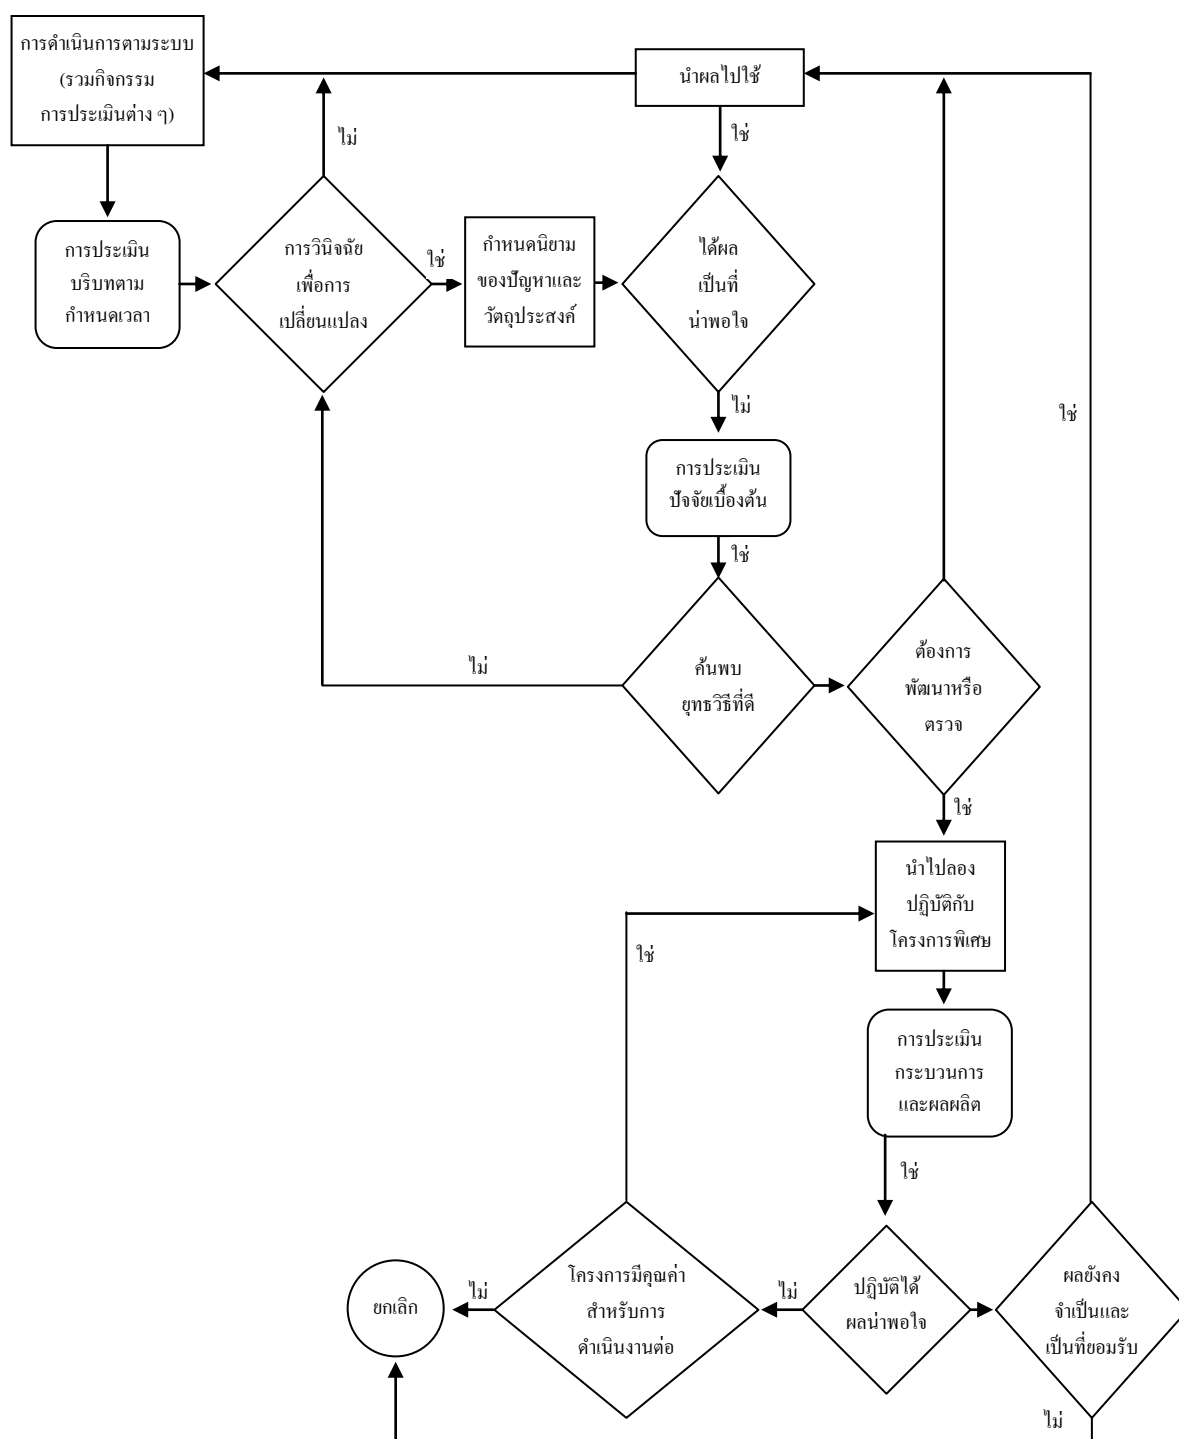 การดำเนินการตามระบบ
(รวมกิจกรรม
การประเมินต่าง ๆ)
นำผลไปใช้
ไม่
ใช่
การประเมิน
บริบทตาม
กำหนดเวลา
การวินิจฉัย
เพื่อการ
เปลี่ยนแปลง
ใช่
กำหนดนิยาม
ของปัญหาและ
วัตถุประสงค์
ได้ผล
เป็นที่
น่าพอใจ
ไม่
ใช่
การประเมิน
ปัจจัยเบื้องต้น
ใช่
ไม่
ค้นพบ
ยุทธวิธีที่ดี
ต้องการ
พัฒนาหรือ
ตรวจ
ใช่
นำไปลอง
ปฏิบัติกับ
โครงการพิเศษ
ใช่
การประเมิน
กระบวนการ
และผลผลิต
ใช่
ยกเลิก
ไม่
โครงการมีคุณค่า
สำหรับการ
ดำเนินงานต่อ
ไม่
ปฏิบัติได้
ผลน่าพอใจ
ผลยังคง
จำเป็นและ
เป็นที่ยอมรับ
ไม่